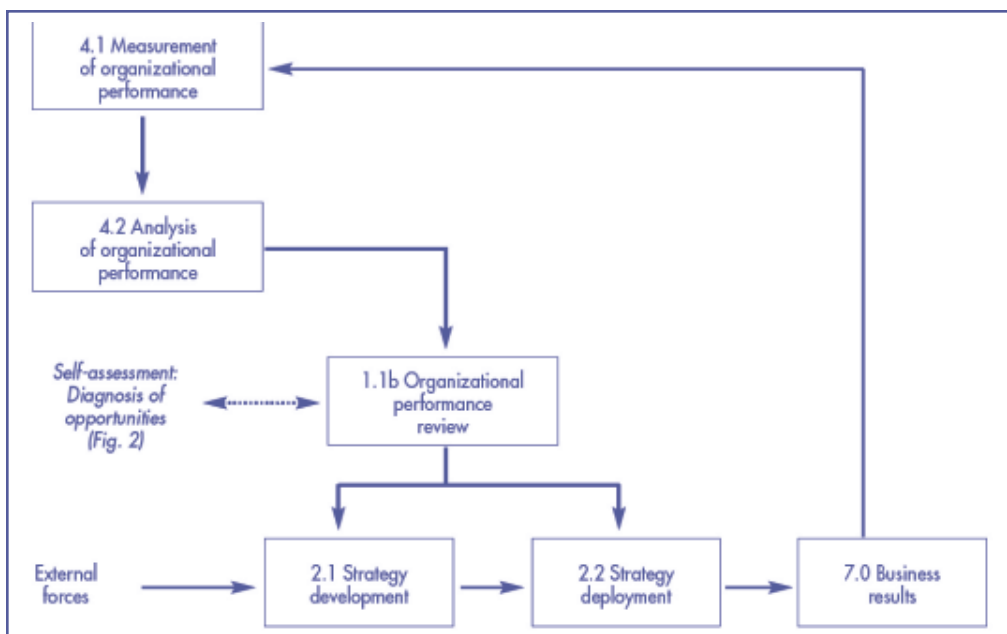 4.1 Measurement
of organizational
performance
4.2 Analysis
of organizational
performance
Self-assessment:
Diagnosis of
opportunities
(Fig. 2)
1.1b Organizational
performance
review
External
forces
2.1 Strategy
development
2.2 Strategy
deployment
7.0 Business
results